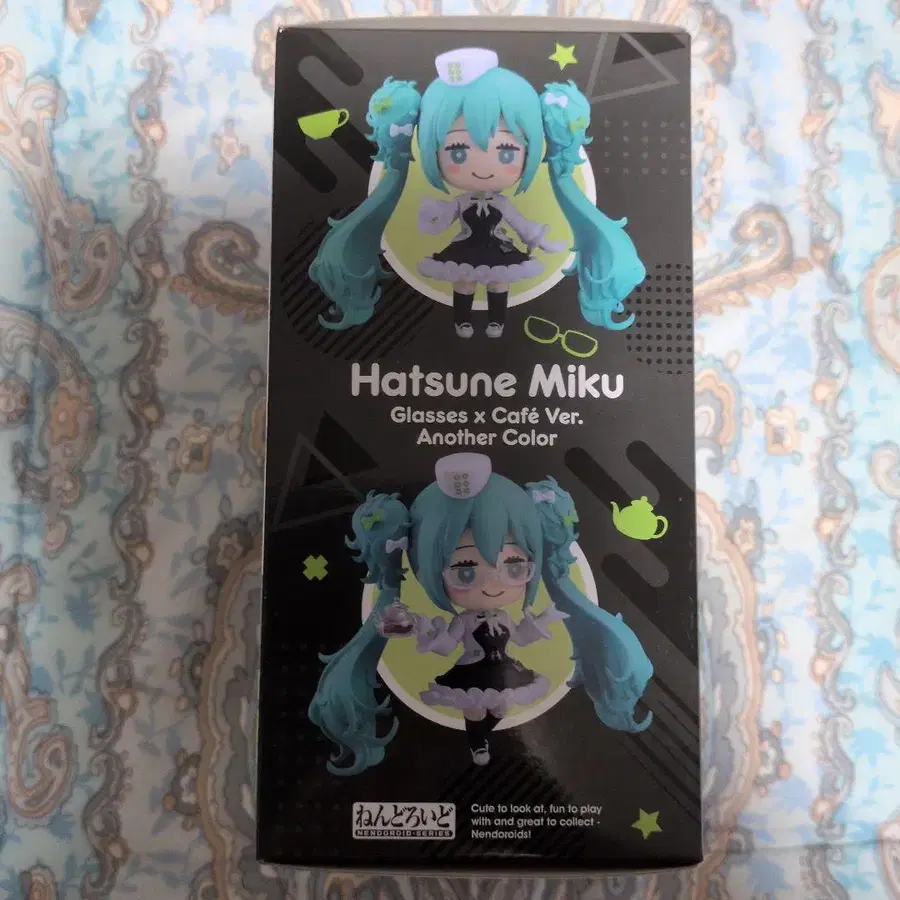 Hatsune Miku
Glasses x Café Ver.
Another Color
ねんどろいど
NENDOROID-SERIES
Cute to look at, fun to play
with and great to collect -
Nendoroids!